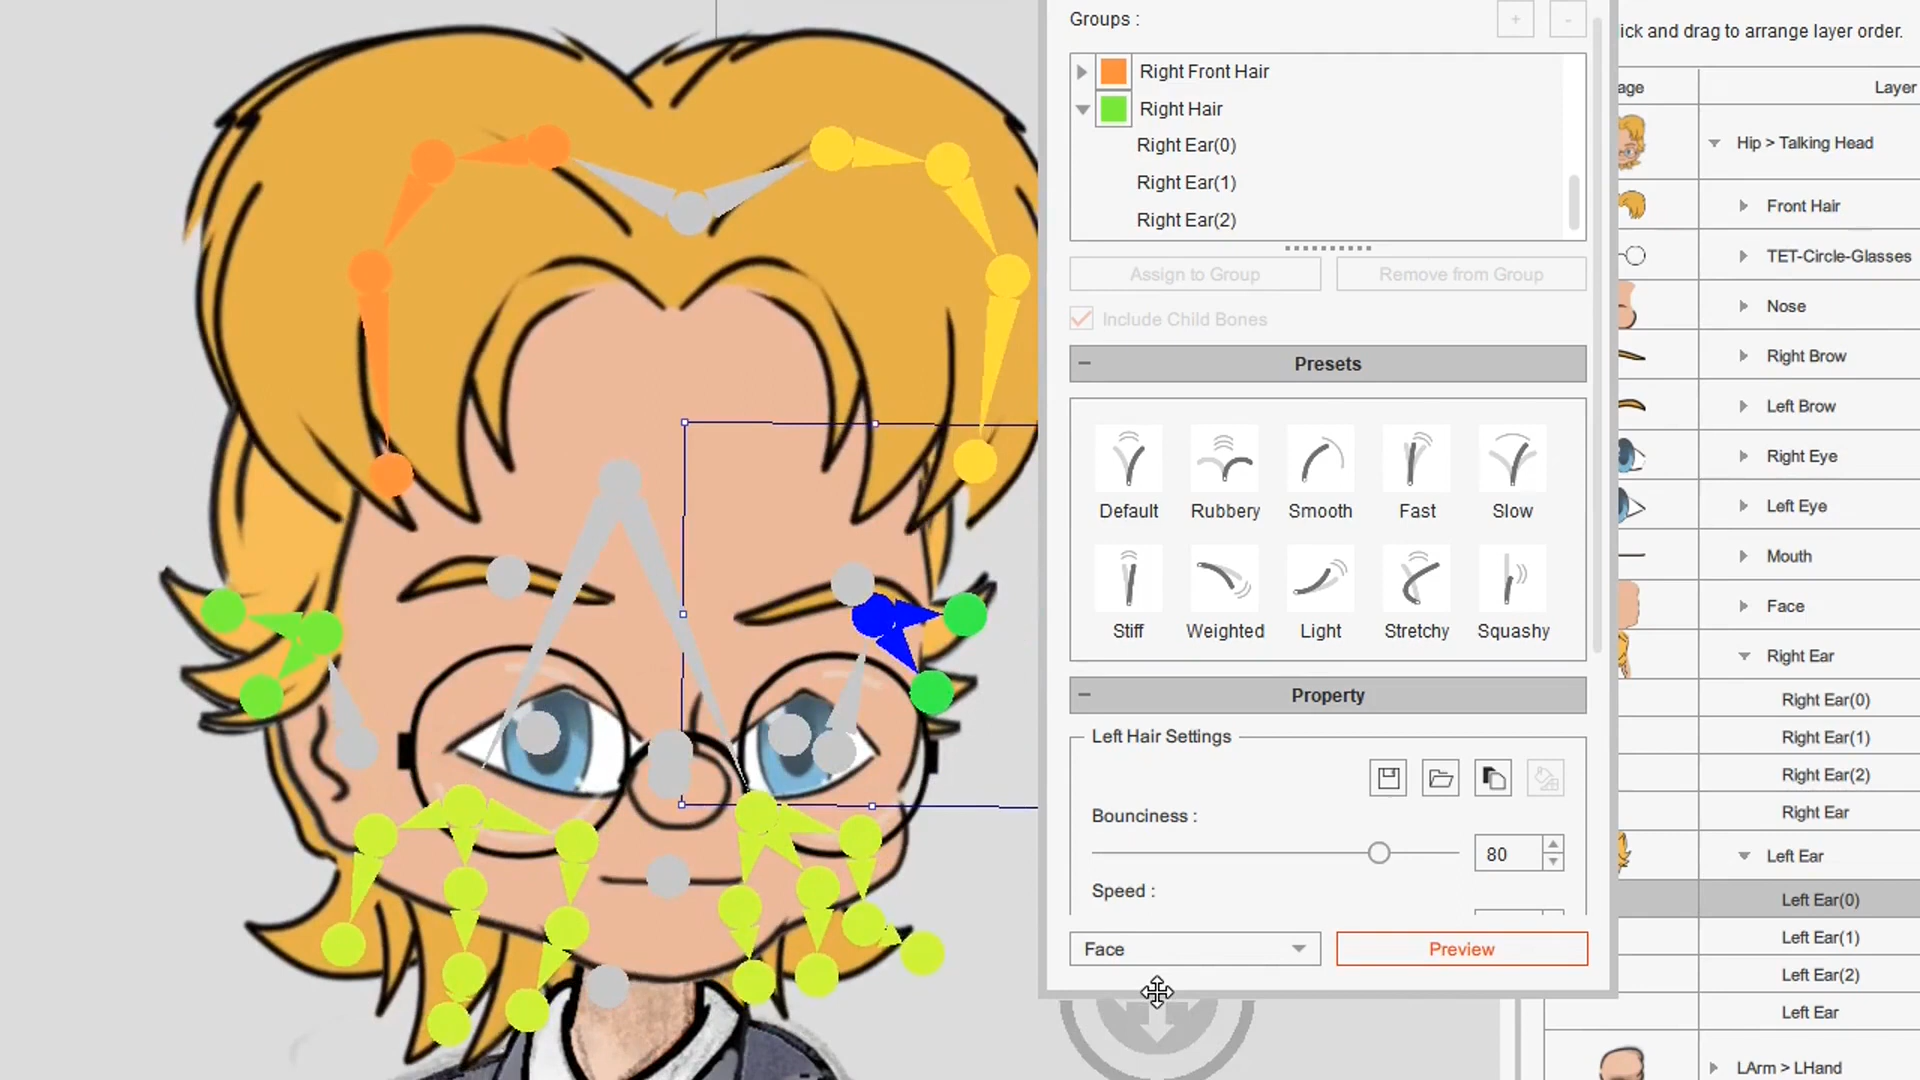 Groups :
+ -
Right Front Hair
Right Hair
Right Ear(0)
Right Ear(1)
Right Ear(2)
Assign to Group
Remove from Group
Include Child Bones
Presets
Default Rubbery Smooth Fast Slow
Stiff Weighted Light Stretchy Squashy
Property
Left Hair Settings
Bounciness :
80
Speed :
Face
Preview
ick and drag to arrange layer order.
age Layer
Hip > Talking Head
Front Hair
TET-Circle-Glasses
Nose
Right Brow
Left Brow
Right Eye
Left Eye
Mouth
Face
Right Ear
Right Ear(0)
Right Ear(1)
Right Ear(2)
Right Ear
Left Ear
Left Ear(0)
Left Ear(1)
Left Ear(2)
Left Ear
LArm > LHand